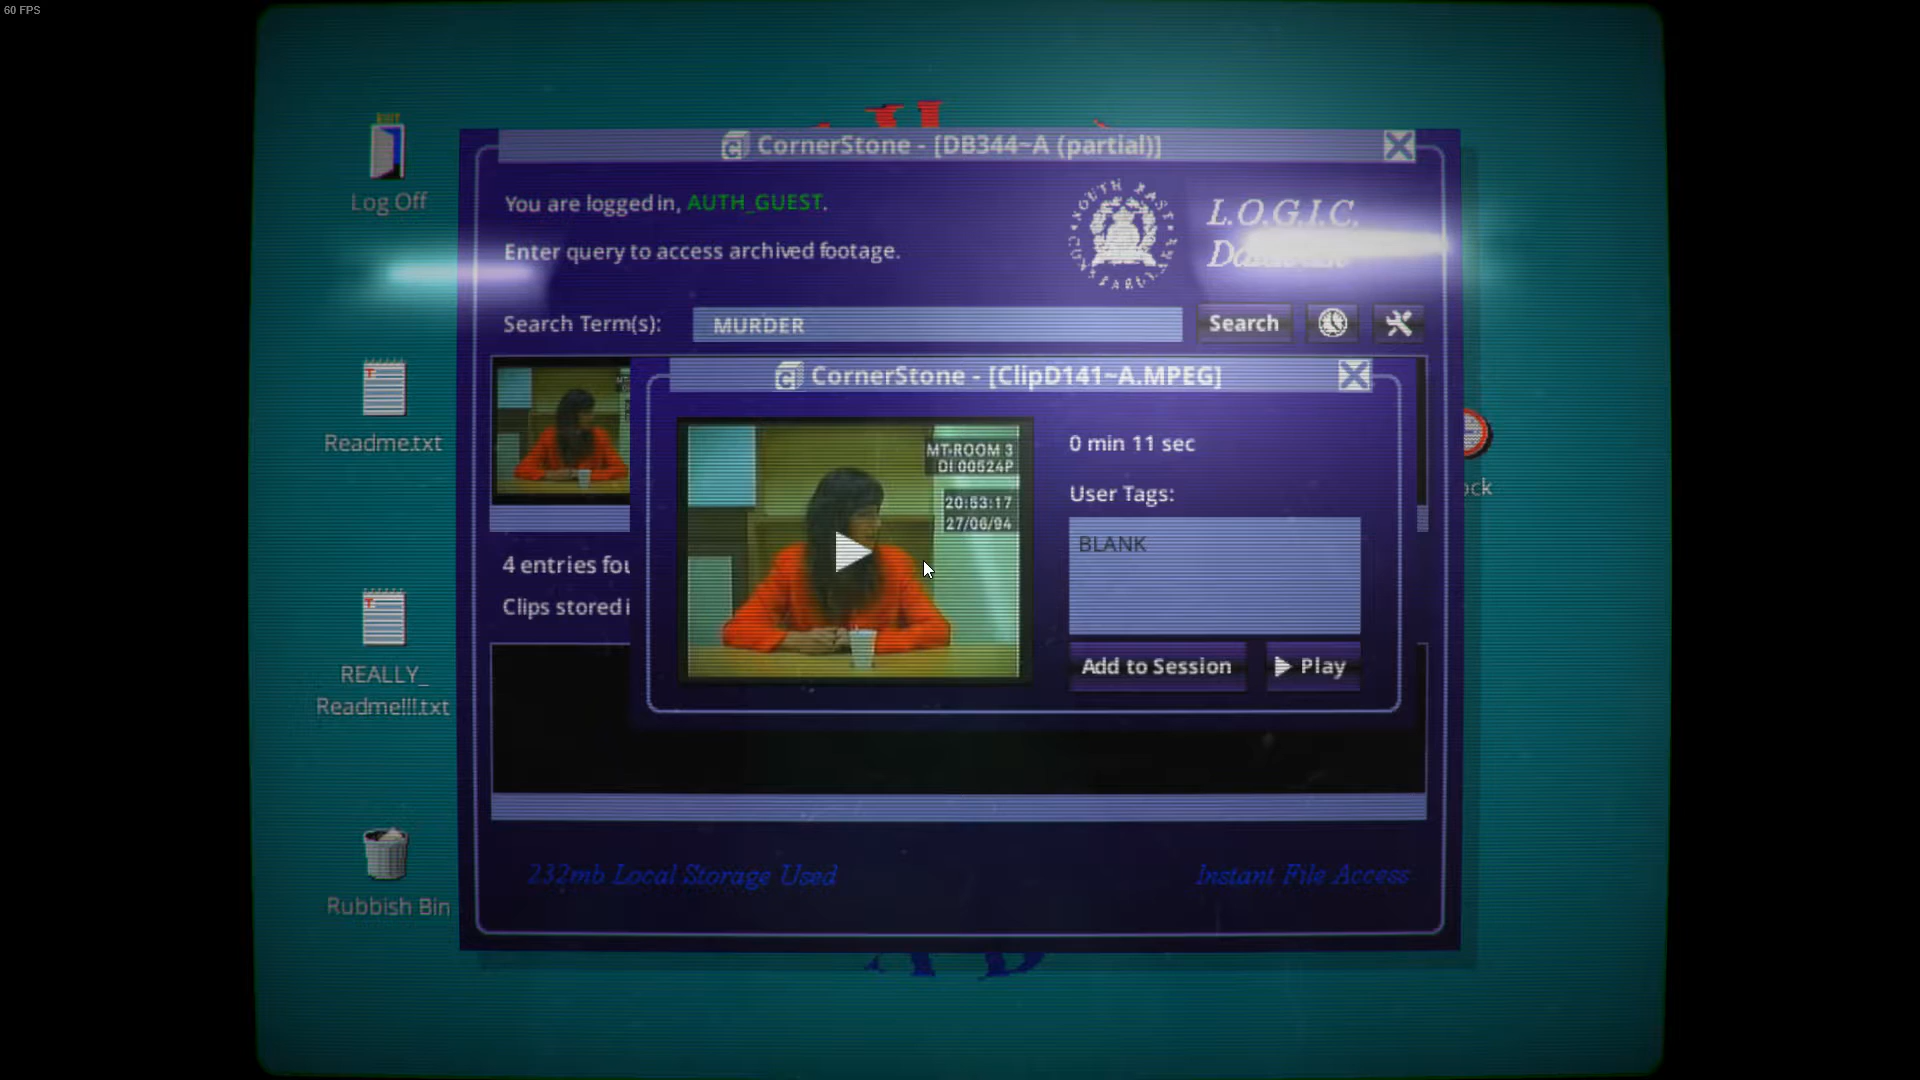 60 FPS
CornerStone - [DB344~A (partial)]
EXIT
Log Off
You are logged in, AUTH_GUEST.
SOUTH EAST
L.O.G.I.C.
Enter query to access archived footage.
Search Term(s):
MURDER
Search
CornerStone - [ClipD141~A.MPEG]
Readme.txt
0 min 11 sec
MT-ROOM 3
DI:00524P
User Tags:
20:53:17
27/06/94
BLANK
4 entries fou
Clips stored i
Add to Session
Play
REALLY_
Readme!!!.txt
232mb Local Storage Used
Instant File Access
Rubbish Bin